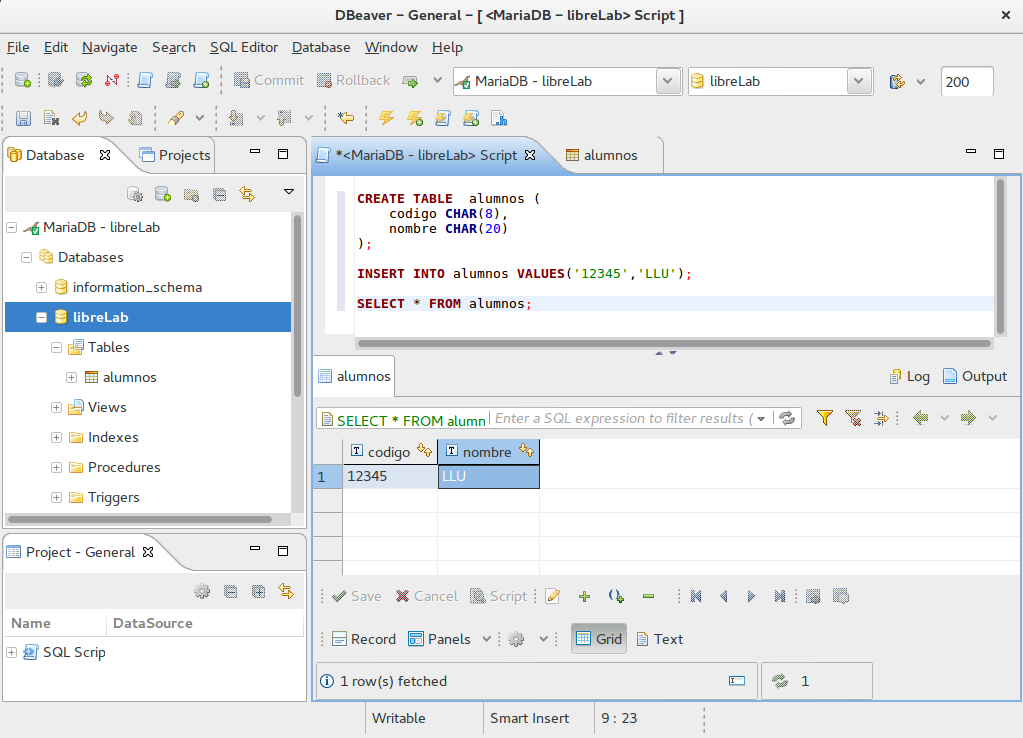 DBeaver – General – [ <MariaDB – libreLab> Script ]
File Edit Navigate Search SQL Editor Database Window Help
Commit Rollback MariaDB - libreLab libreLab 200
Database Projects
MariaDB - libreLab
Databases
information_schema
libreLab
Tables
alumnos
Views
Indexes
Procedures
Triggers
Project - General
Name DataSource
SQL Scrip
*<MariaDB - libreLab> Script alumnos
CREATE TABLE  alumnos (
    codigo CHAR(8),
    nombre CHAR(20)
);
INSERT INTO alumnos VALUES('12345','LLU');
SELECT * FROM alumnos;
alumnos Log Output
SELECT * FROM alumn Enter a SQL expression to filter results (
codigo nombre
1 12345 LLU
Save Cancel Script
Record Panels Grid Text
1 row(s) fetched 1
Writable Smart Insert 9 : 23